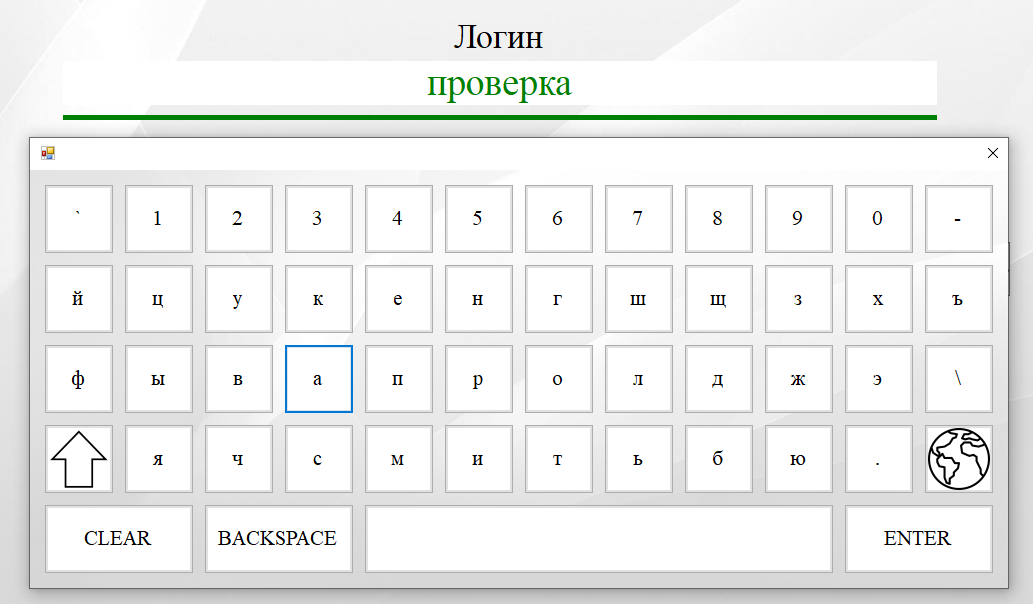 Логин
проверка
` 1 2 3 4 5 6 7 8 9 0 -
й ц у к е н г ш щ з х ъ
ф ы в а п р о л д ж э \
я ч с м и т ь б ю .
CLEAR BACKSPACE ENTER